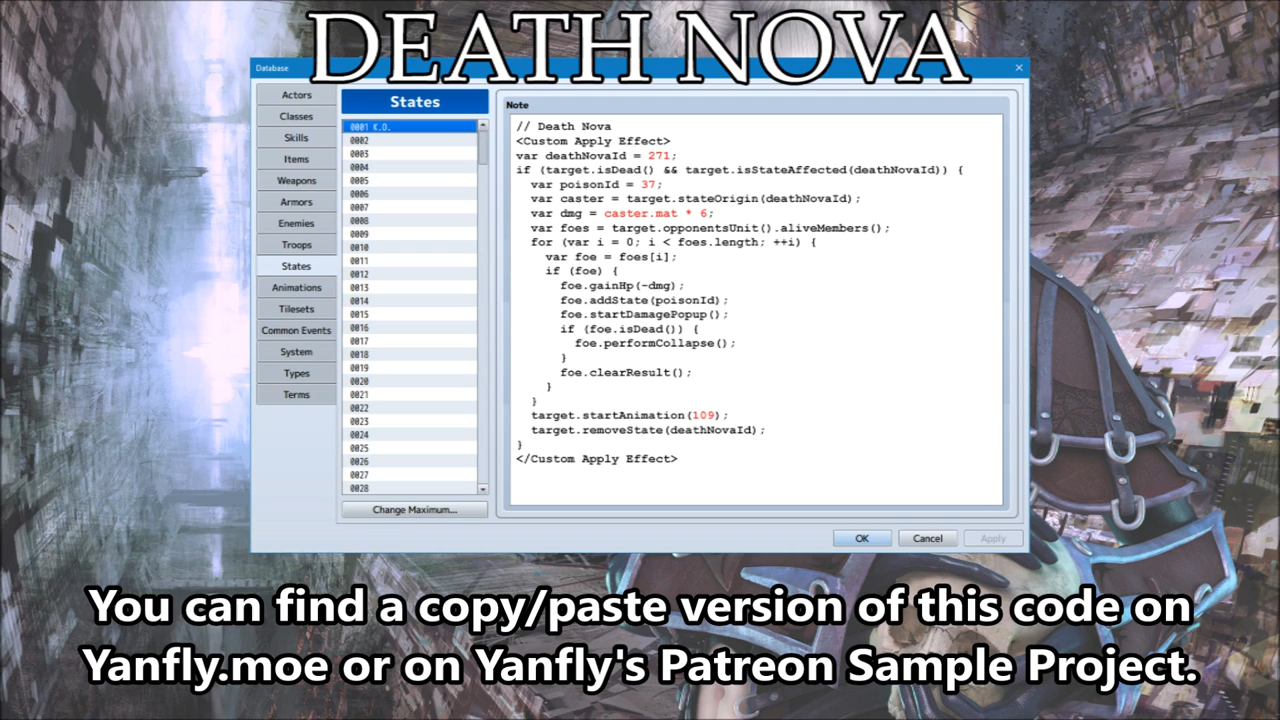 DEATH NOVA
Database
Actors
Classes
Skills
Items
Weapons
Armors
Enemies
Troops
States
Animations
Tilesets
Common Events
System
Types
Terms
States
0001 K.O.
0002
0003
0004
0005
0006
0007
0008
0009
0010
0011
0012
0013
0014
0015
0016
0017
0018
0019
0020
0021
0022
0023
0024
0025
0026
0027
0028
Change Maximum...
Note
// Death Nova
<Custom Apply Effect>
var deathNovaId = 271;
if (target.isDead() && target.isStateAffected(deathNovaId)) {
  var poisonId = 37;
  var caster = target.stateOrigin(deathNovaId);
  var dmg = caster.mat * 6;
  var foes = target.opponentsUnit().aliveMembers();
  for (var i = 0; i < foes.length; ++i) {
    var foe = foes[i];
    if (foe) {
      foe.gainHp(-dmg);
      foe.addState(poisonId);
      foe.startDamagePopup();
      if (foe.isDead()) {
        foe.performCollapse();
      }
      foe.clearResult();
    }
  }
  target.startAnimation(109);
  target.removeState(deathNovaId);
}
</Custom Apply Effect>
OK
Cancel
Apply
You can find a copy/paste version of this code on
Yanfly.moe or on Yanfly's Patreon Sample Project.